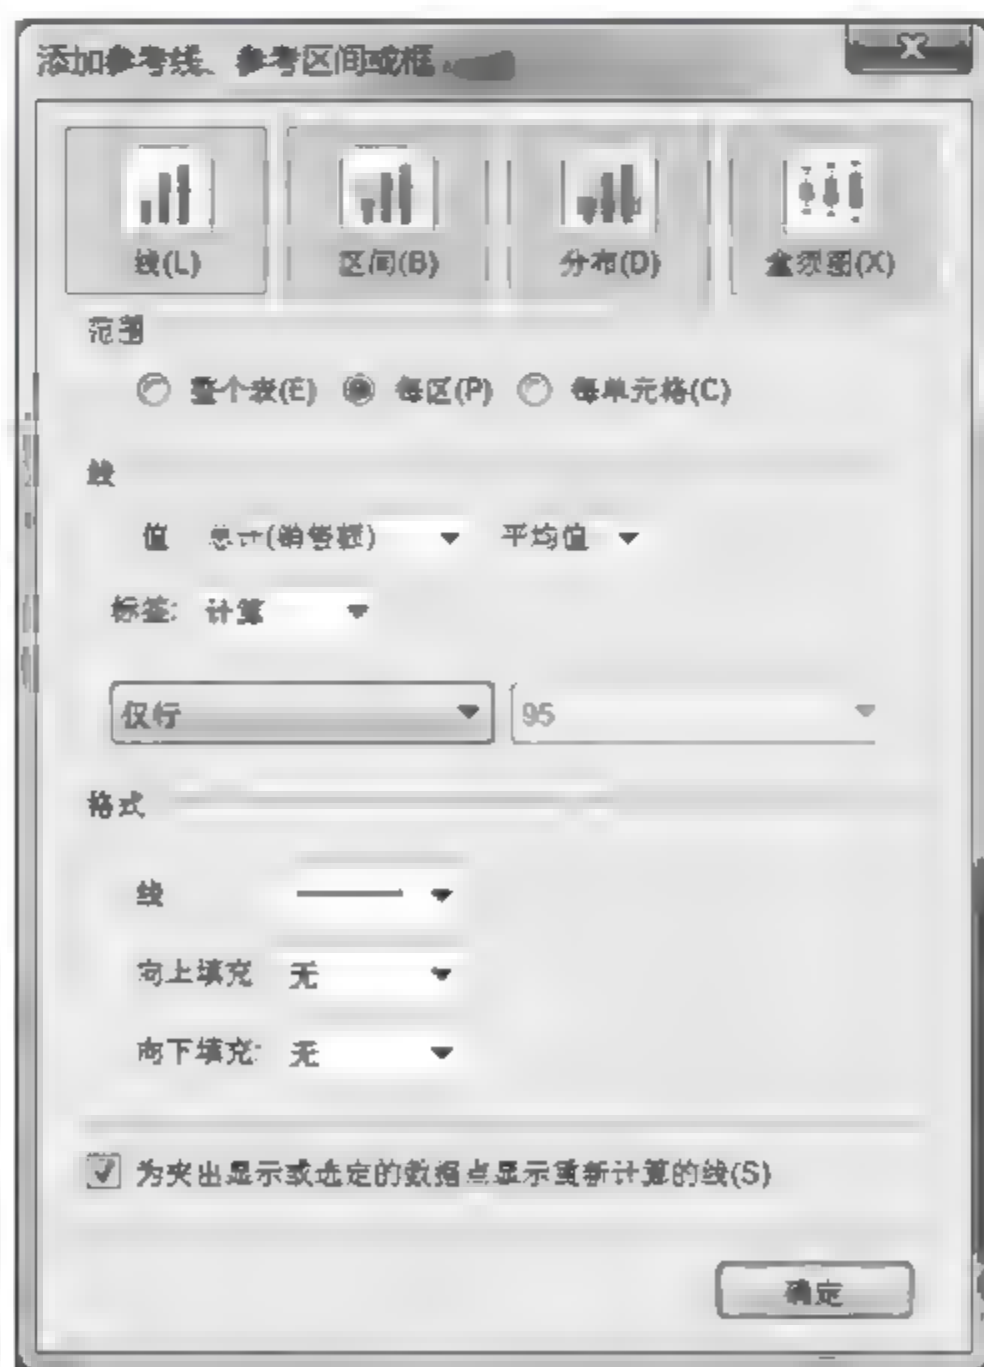 添加参考线、参考区间或框
线(L) 区间(B) 分布(D) 盒须图(X)
范围
整个表(E) 每区(P) 每单元格(C)
线
值 总计(销售额) 平均值
标签: 计算
仅行 95
格式
线
向上填充 无
向下填充: 无
为突出显示或选定的数据点显示重新计算的线(S)
确定